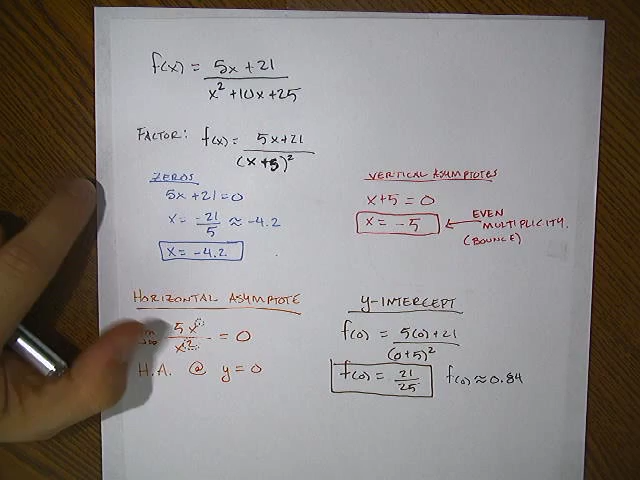 f(x) = 5x+21 / x²+10x+25
FACTOR: f(x) = 5x+21 / (x+5)²
ZEROS
5x+21=0
x = -21/5 ≈ -4.2
x = -4.2
VERTICAL ASYMPTOTES
x+5 = 0
x = -5 ← EVEN MULTIPLICITY.
(BOUNCE)
HORIZONTAL ASYMPTOTE
5x / x² = 0
H.A. @ y=0
y-INTERCEPT
f(0) = 5(0)+21 / (0+5)²
f(0) = 21/25 f(0) ≈ 0.84